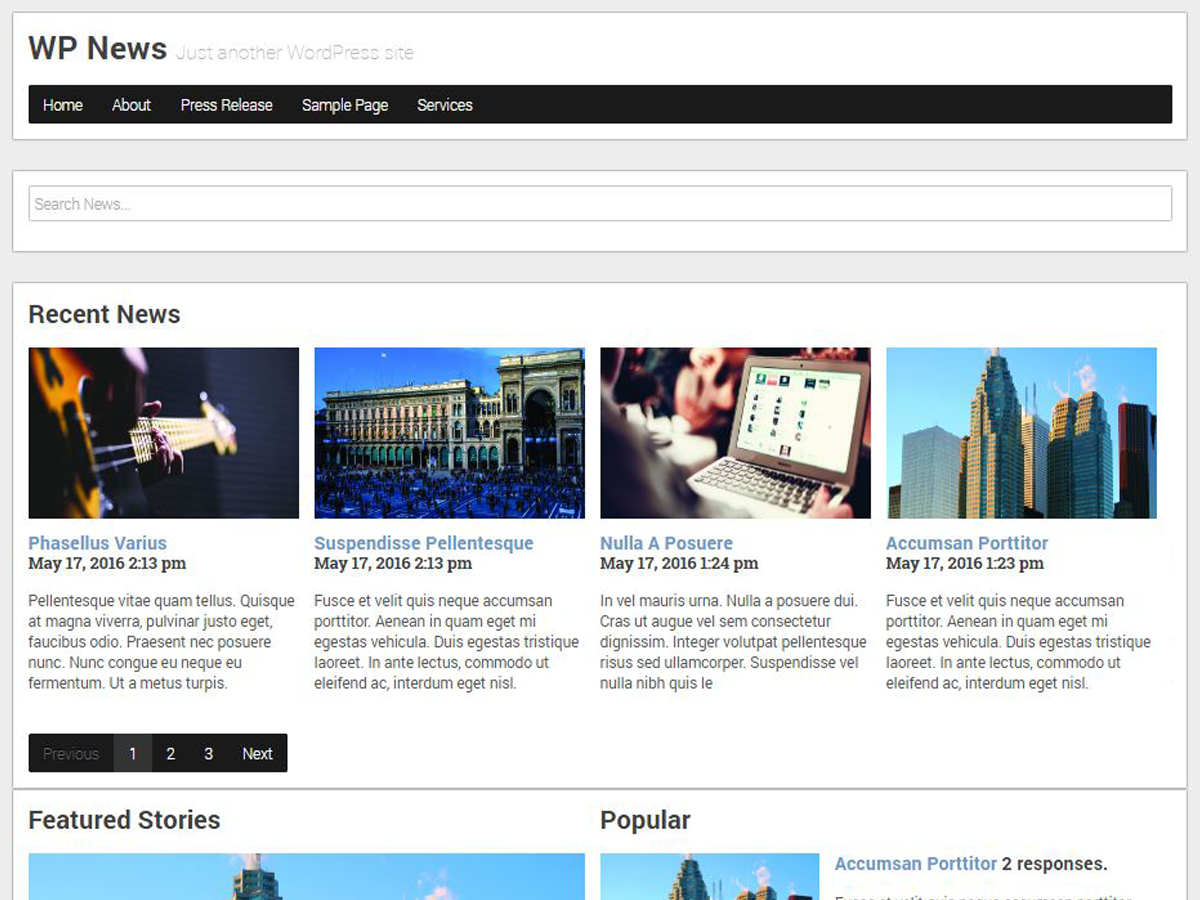 WP News Just another WordPress site
Home About Press Release Sample Page Services
Search News...
Recent News
Phasellus Varius
May 17, 2016 2:13 pm
Pellentesque vitae quam tellus. Quisque
at magna viverra, pulvinar justo eget,
faucibus odio. Praesent nec posuere
nunc. Nunc congue eu neque eu
fermentum. Ut a metus turpis.
Suspendisse Pellentesque
May 17, 2016 2:13 pm
Fusce et velit quis neque accumsan
porttitor. Aenean in quam eget mi
egestas vehicula. Duis egestas tristique
laoreet. In ante lectus, commodo ut
eleifend ac, interdum eget nisl.
Nulla A Posuere
May 17, 2016 1:24 pm
In vel mauris urna. Nulla a posuere dui.
Cras ut augue vel sem consectetur
dignissim. Integer volutpat pellentesque
risus sed ullamcorper. Suspendisse vel
nulla nibh quis le
Accumsan Porttitor
May 17, 2016 1:23 pm
Fusce et velit quis neque accumsan
porttitor. Aenean in quam eget mi
egestas vehicula. Duis egestas tristique
laoreet. In ante lectus, commodo ut
eleifend ac, interdum eget nisl.
Previous 1 2 3 Next
Featured Stories
Popular
Accumsan Porttitor 2 responses.